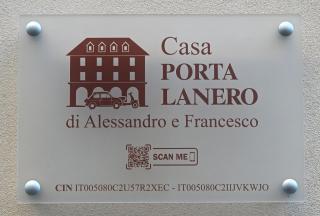 Casa
PORTA
LANERO
di Alessandro e Francesco
SCAN ME
CIN IT005080C2U57R2XEC - IT005080C2IIJVKWJO